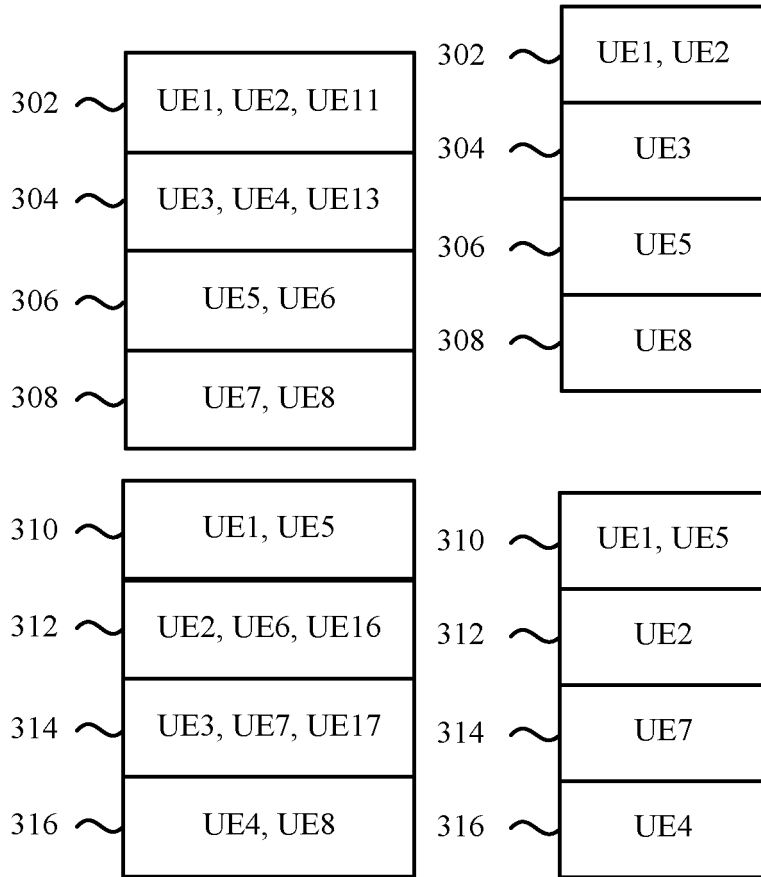 302 UE1, UE2, UE11
304 UE3, UE4, UE13
306 UE5, UE6
308 UE7, UE8
302 UE1, UE2
304 UE3
306 UE5
308 UE8
310 UE1, UE5
312 UE2, UE6, UE16
314 UE3, UE7, UE17
316 UE4, UE8
310 UE1, UE5
312 UE2
314 UE7
316 UE4